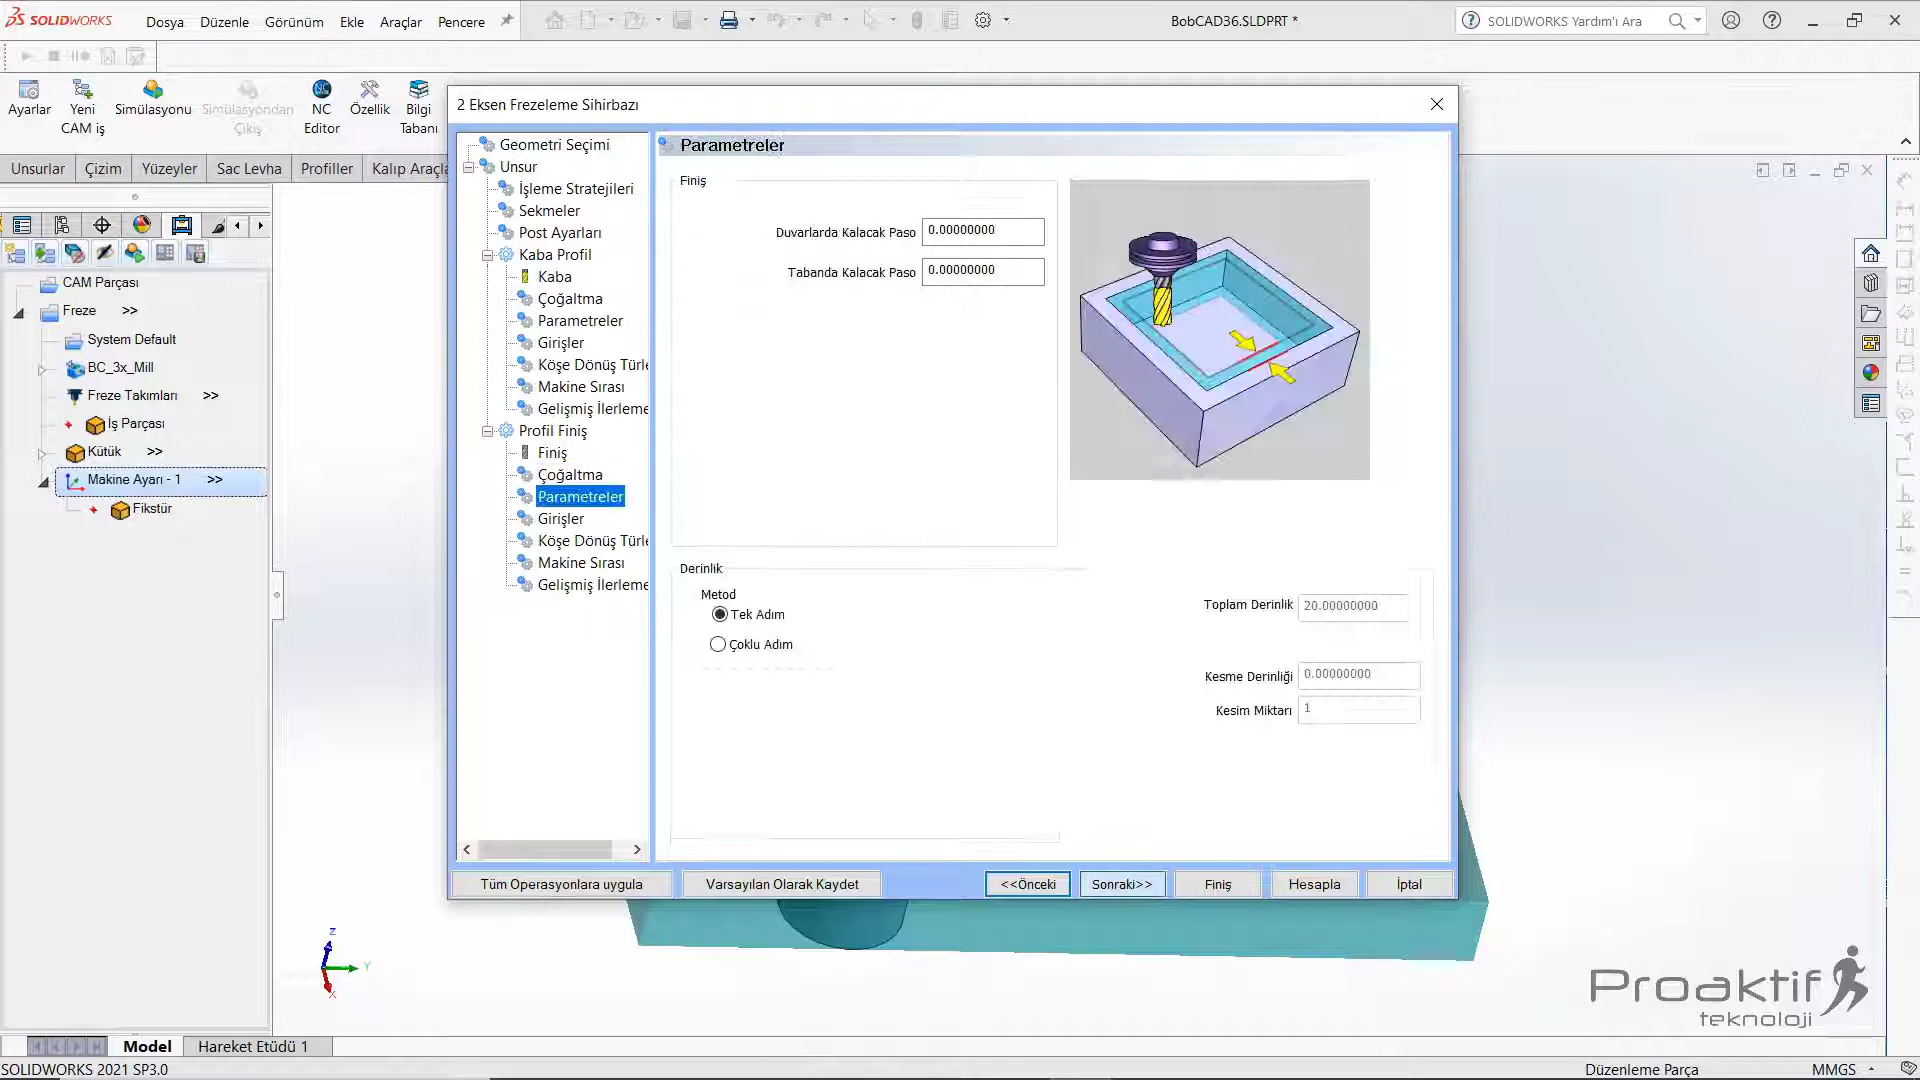 SOLIDWORKS
Dosya Düzenle Görünüm Ekle Araçlar Pencere
BobCAD36.SLDPRT *
SOLIDWORKS Yardım'ı Ara
Ayarlar
Yeni CAM iş
Simülasyonu
Simülasyondan Çıkış
NC Editor
Özellik
Bilgi Tabanı
Unsurlar Çizim Yüzeyler Sac Levha Profiller Kalıp Araçla
CAM Parçası
Freze >>
System Default
BC_3x_Mill
Freze Takımları >>
İş Parçası
Kütük >>
Makine Ayarı - 1 >>
Fikstür
2 Eksen Frezeleme Sihirbazı
Geometri Seçimi
Unsur
İşleme Stratejileri
Sekmeler
Post Ayarları
Kaba Profil
Kaba
Çoğaltma
Parametreler
Girişler
Köşe Dönüş Türle
Makine Sırası
Gelişmiş İlerleme
Profil Finiş
Finiş
Çoğaltma
Parametreler
Girişler
Köşe Dönüş Türle
Makine Sırası
Gelişmiş İlerleme
Parametreler
Finiş
Duvarlarda Kalacak Paso 0.00000000
Tabanda Kalacak Paso 0.00000000
Derinlik
Metod
Tek Adım
Çoklu Adım
Toplam Derinlik 20.00000000
Kesme Derinliği 0.00000000
Kesim Miktarı 1
Tüm Operasyonlara uygula
Varsayılan Olarak Kaydet
<<Önceki
Sonraki>>
Finiş
Hesapla
İptal
Z
Y
X
Proaktif
teknoloji
Model Hareket Etüdü 1
SOLIDWORKS 2021 SP3.0
Düzenleme Parça
MMGS